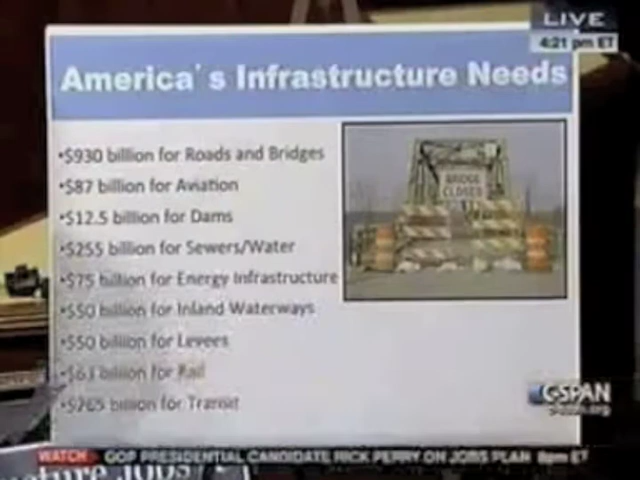 LIVE
4:21 pm ET
America's Infrastructure Needs
•$930 billion for Roads and Bridges
•$87 billion for Aviation
•$12.5 billion for Dams
•$255 billion for Sewers/Water
•$75 billion for Energy Infrastructure
•$50 billion for Inland Waterways
•$50 billion for Levees
•$63 billion for Rail
•$265 billion for Transit
BRIDGE
CLOSED
C-SPAN
c-span.org
WATCH GOP PRESIDENTIAL CANDIDATE RICK PERRY ON JOBS PLAN 8pm ET